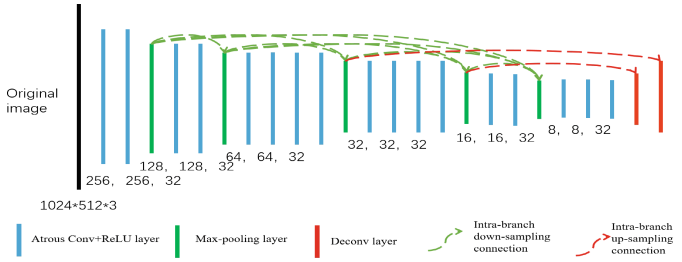 Original
image
8, 8, 32
16, 16, 32
32, 32, 32
64, 64, 32
128, 128, 32
256, 256, 32
1024*512*3
Atrous Conv+ReLU layer
Max-pooling layer
Deconv layer
Intra-branch
down-sampling
connection
Intra-branch
up-sampling
connection